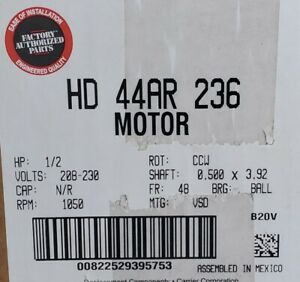 EASE OF INSTALLATION
FACTORY
AUTHORIZED
PARTS
ENGINEERED QUALITY
HD 44AR 236
MOTOR
HP: 1/2 ROT: CCW
VOLTS: 208-230 SHAFT: 0.500 x 3.92
CAP: N/R FR: 48 BRG: BALL
RPM: 1050 MTG: VSD
B20V
00822529395753
ASSEMBLED IN MEXICO
Replacement Components - Carrier Corporation